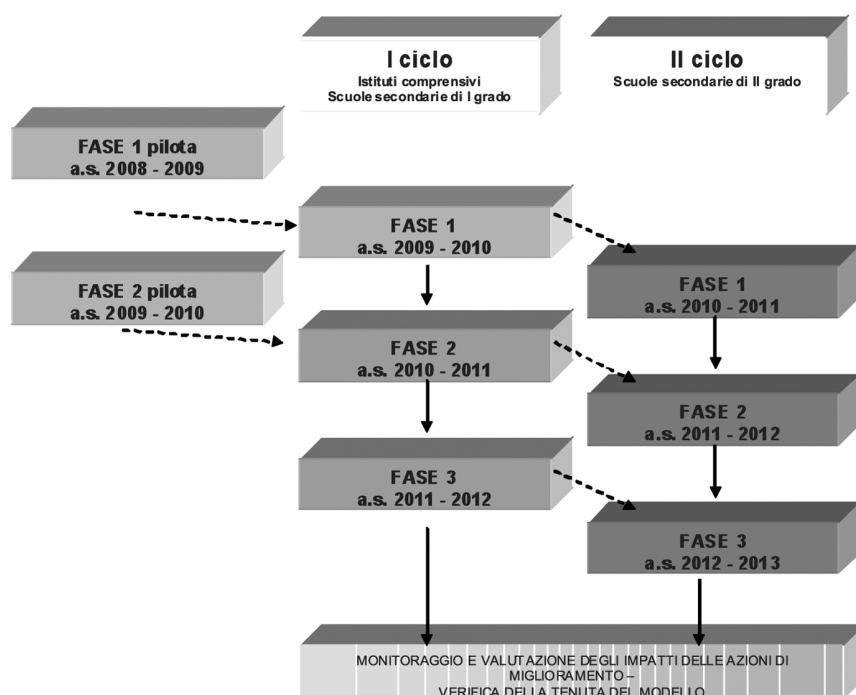 I ciclo
Istituti comprensivi
Scuole secondarie di I grado
II ciclo
Scuole secondarie di II grado
FASE 1 pilota
a.s. 2008 - 2009
FASE 1
a.s. 2009 - 2010
FASE 2 pilota
a.s. 2009 - 2010
FASE 1
a.s. 2010 - 2011
FASE 2
a.s. 2010 - 2011
FASE 2
a.s. 2011 - 2012
FASE 3
a.s. 2011 - 2012
FASE 3
a.s. 2012 - 2013
MONITORAGGIO E VALUTAZIONE DEGLI IMPATTI DELLE AZIONI DI
MIGLIORAMENTO –
VERIFICA DELLA TENUTA DEL MODELLO